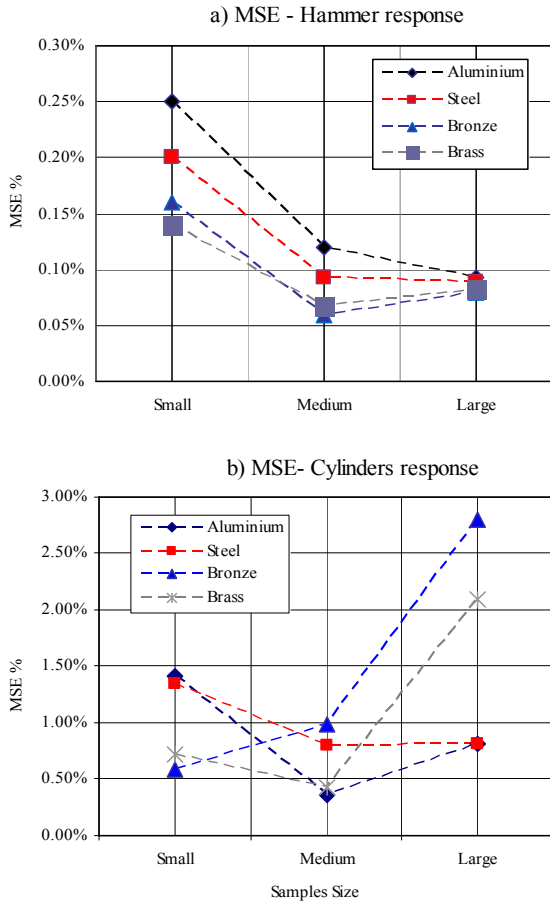 a) MSE - Hammer response
0.30%
0.25%
0.20%
0.15%
0.10%
0.05%
0.00%
MSE %
Aluminium
Steel
Bronze
Brass
Small Medium Large
b) MSE- Cylinders response
3.00%
2.50%
2.00%
1.50%
1.00%
0.50%
0.00%
MSE %
Aluminium
Steel
Bronze
Brass
Small Medium Large
Samples Size